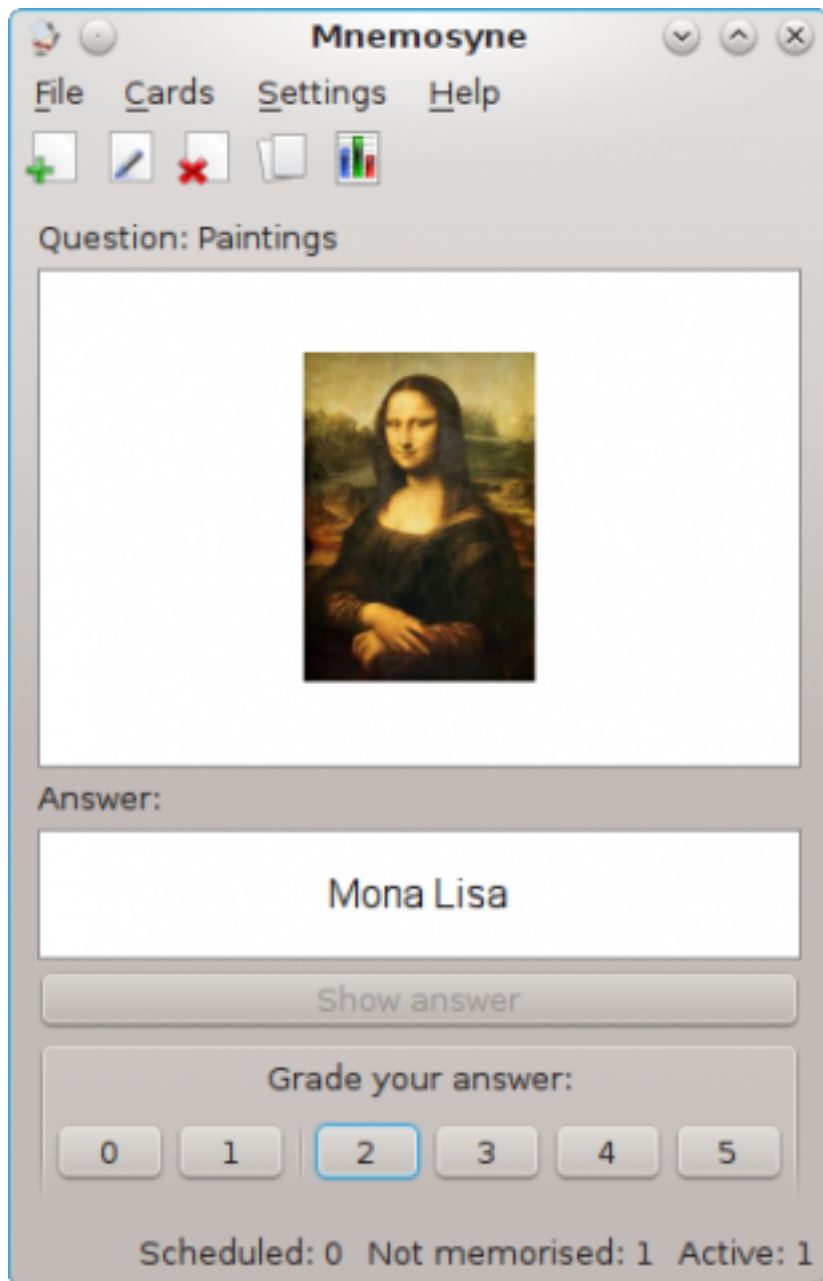 Mnemosyne
File Cards Settings Help
Question: Paintings
Answer:
Mona Lisa
Show answer
Grade your answer:
0 1 2 3 4 5
Scheduled: 0 Not memorised: 1 Active: 1